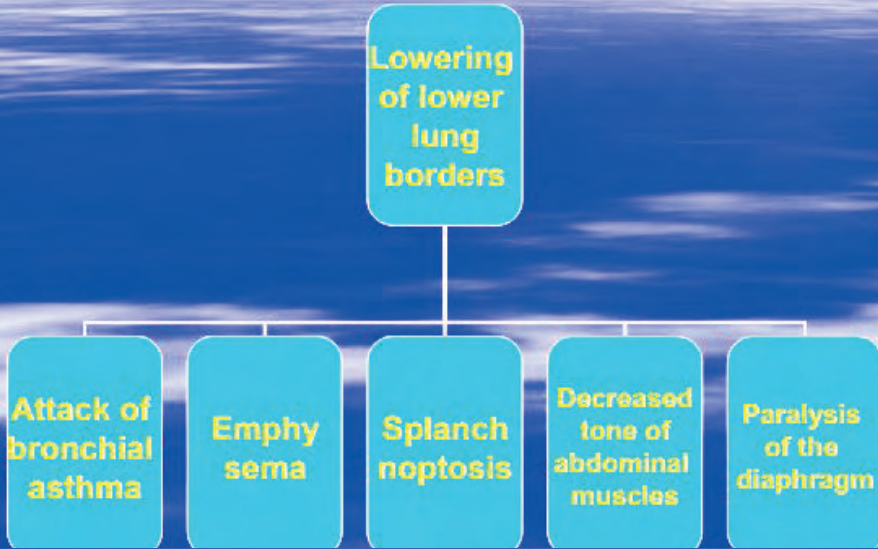 Lowering
of lower
lung
borders
Attack of
bronchial
asthma
Emphy
sema
Splanch
noptosis
Decreased
tone of
abdominal
muscles
Paralysis
of the
diaphragm